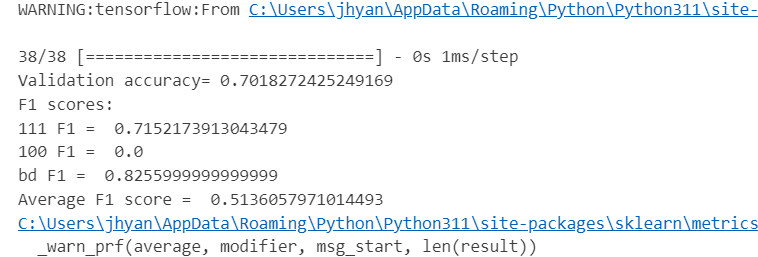 WARNING:tensorflow:From C:\Users\jhyan\AppData\Roaming\Python\Python311\site-
38/38 [==============================] - 0s 1ms/step
Validation accuracy= 0.7018272425249169
F1 scores:
111 F1 =  0.7152173913043479
100 F1 =  0.0
bd F1 =  0.8255999999999999
Average F1 score =  0.5136057971014493
C:\Users\jhyan\AppData\Roaming\Python\Python311\site-packages\sklearn\metrics
  _warn_prf(average, modifier, msg_start, len(result))